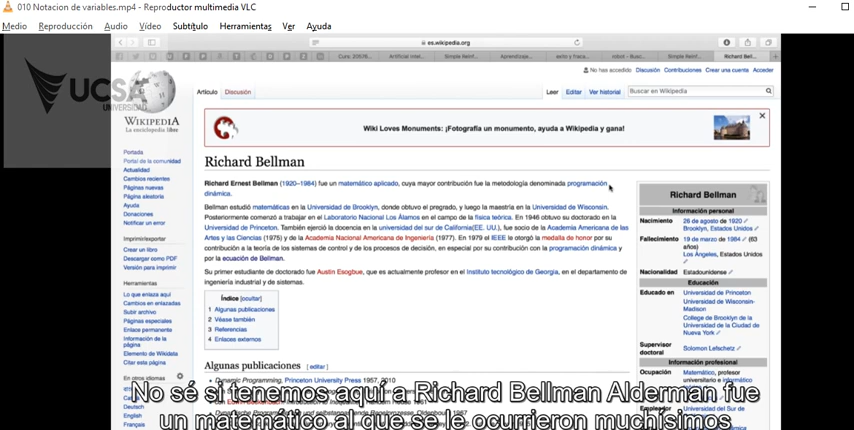 010 Notacion de variables.mp4 - Reproductor multimedia VLC
Medio Reproducción Audio Vídeo Subtítulo Herramientas Ver Ayuda
es.wikipedia.org
Artificial intel...
Simple Reinf...
Aprendizaje...
robot - Busc...
Simple Reinf...
Richard Bell...
No has accedido Discusión Contribuciones Crear una cuenta Acceder
UCSA
UNIVERSIDAD
WIKIPEDIA
La enciclopedia libre
Artículo Discusión
Leer Editar Ver historial
Buscar en Wikipedia
Wiki Loves Monuments: ¡Fotografía un monumento, ayuda a Wikipedia y gana!
Portada
Portal de la comunidad
Actualidad
Cambios recientes
Páginas nuevas
Página aleatoria
Ayuda
Donaciones
Notificar un error
Imprimir/exportar
Crear un libro
Descargar como PDF
Versión para imprimir
Herramientas
Lo que enlaza aquí
Cambios en enlazadas
Subir archivo
Páginas especiales
Enlace permanente
Información de la
página
Elemento de Wikidata
Citar esta página
En otros idiomas
Deutsch
English
Français
Richard Bellman
Richard Ernest Bellman (1920–1984) fue un matemático aplicado, cuya mayor contribución fue la metodología denominada programación
dinámica.
Bellman estudió matemáticas en la Universidad de Brooklyn, donde obtuvo el pregrado, y luego la maestría en la Universidad de Wisconsin.
Posteriormente comenzó a trabajar en el Laboratorio Nacional Los Álamos en el campo de la física teórica. En 1946 obtuvo su doctorado en la
Universidad de Princeton. También ejerció la docencia en la universidad del sur de California(EE. UU.), fue socio de la Academia Americana de las
Artes y las Ciencias (1975) y de la Academia Nacional Americana de Ingeniería (1977). En 1979 el IEEE le otorgó la medalla de honor por su
contribución a la teoría de los sistemas de control y de los procesos de decisión, en especial por su contribución a la programación dinámica y
por la ecuación de Bellman.
Su primer estudiante de doctorado fue Austin Esogbue, que es actualmente profesor en el Instituto tecnológico de Georgia, en el departamento de
ingeniería industrial y de sistemas.
Índice [ocultar]
1 Algunas publicaciones
2 Véase también
3 Referencias
4 Enlaces externos
Algunas publicaciones [editar]
Dynamic Programming, Princeton University Press 1957, 2010
Richard Bellman
Información personal
Nacimiento 26 de agosto de 1920
Brooklyn, Estados Unidos
Fallecimiento 19 de marzo de 1984 (63
años)
Los Ángeles, Estados Unidos
Nacionalidad Estadounidense
Educación
Educado en Universidad de Princeton
Universidad de Wisconsin-
Madison
College de Brooklyn de la
Universidad de la Ciudad de
Nueva York
Supervisor doctoral Solomon Lefschetz
Información profesional
Ocupación Matemático, profesor
universitario e informático
Universidad del Sur de
No sé si tenemos aquí a Richard Bellman Alderman fue
un matemático al que se le ocurrieron muchísimos